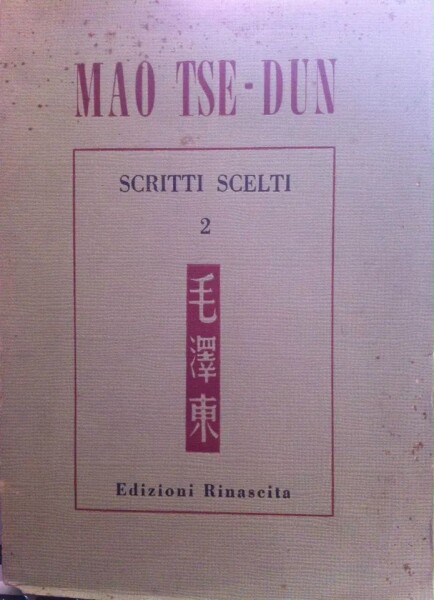 MAO TSE-DUN
SCRITTI SCELTI
2
毛澤東
Edizioni Rinascita